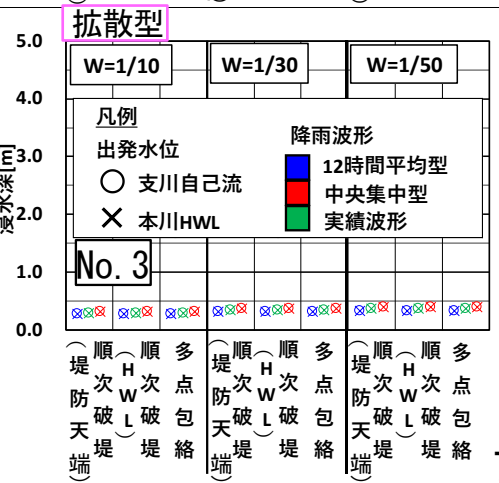 拡散型
W=1/10
W=1/30
W=1/50
5.0
4.0
3.0
2.0
1.0
0.0
浸水深[m]
凡例
出発水位
支川自己流
本川HWL
降雨波形
12時間平均型
中央集中型
実績波形
No. 3
順次破堤
(堤防天端)
順次破堤
(HWL)
多点包絡
順次破堤
(堤防天端)
順次破堤
(HWL)
多点包絡
順次破堤
(堤防天端)
順次破堤
(HWL)
多点包絡